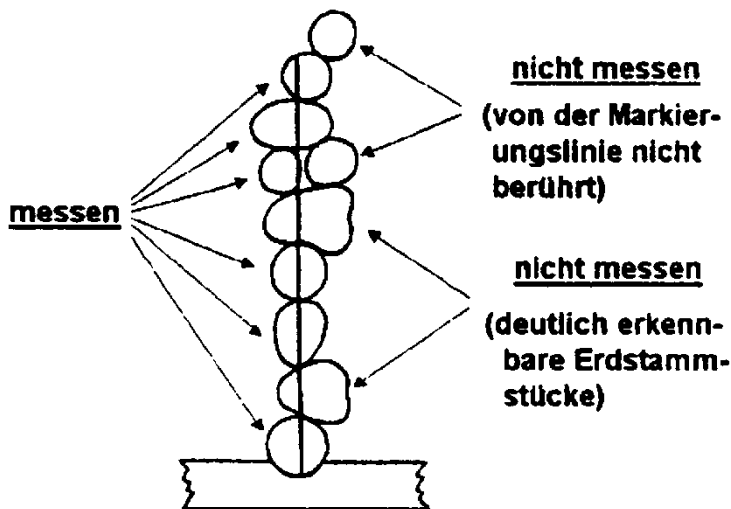 messen
nicht messen
(von der Markier-
ungslinie nicht
berührt)
nicht messen
(deutlich erkenn-
bare Erdstamm-
stücke)